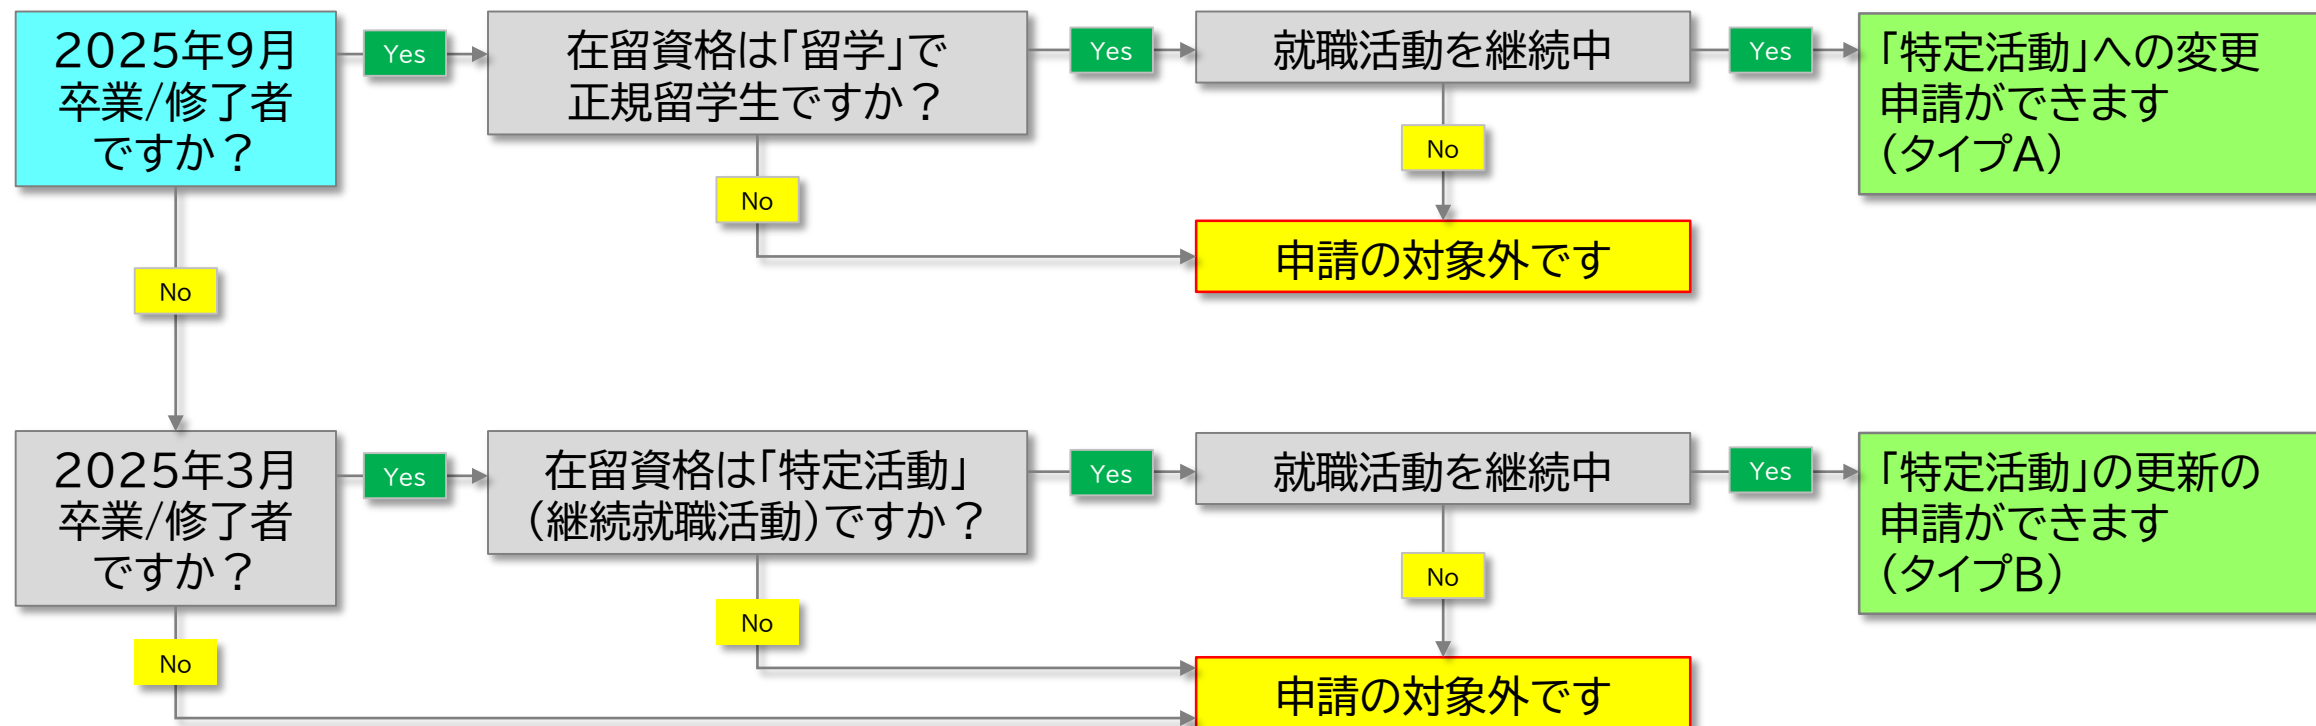 2025年9月
卒業/修了者
ですか？
Yes
在留資格は「留学」で
正規留学生ですか？
Yes
就職活動を継続中
Yes
「特定活動」への変更
申請ができます
（タイプA）
No
No
申請の対象外です
No
2025年3月
卒業/修了者
ですか？
Yes
在留資格は「特定活動」
（継続就職活動）ですか？
Yes
就職活動を継続中
Yes
「特定活動」の更新の
申請ができます
（タイプB）
No
No
No
申請の対象外です